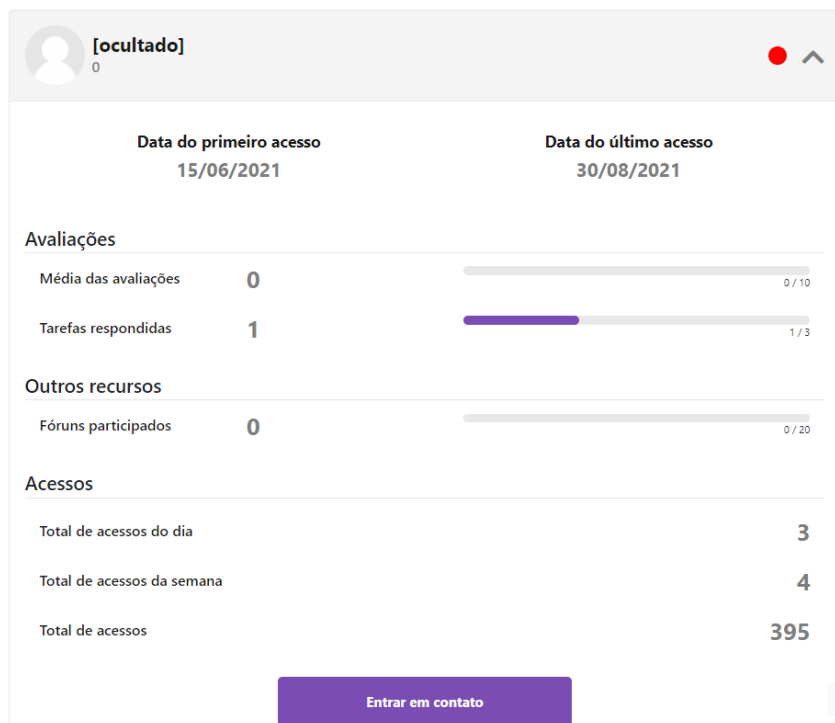 [ocultado]
0
Data do primeiro acesso
15/06/2021
Data do último acesso
30/08/2021
Avaliações
Média das avaliações 0 0 / 10
Tarefas respondidas 1 1 / 3
Outros recursos
Fóruns participados 0 0 / 20
Acessos
Total de acessos do dia 3
Total de acessos da semana 4
Total de acessos 395
Entrar em contato